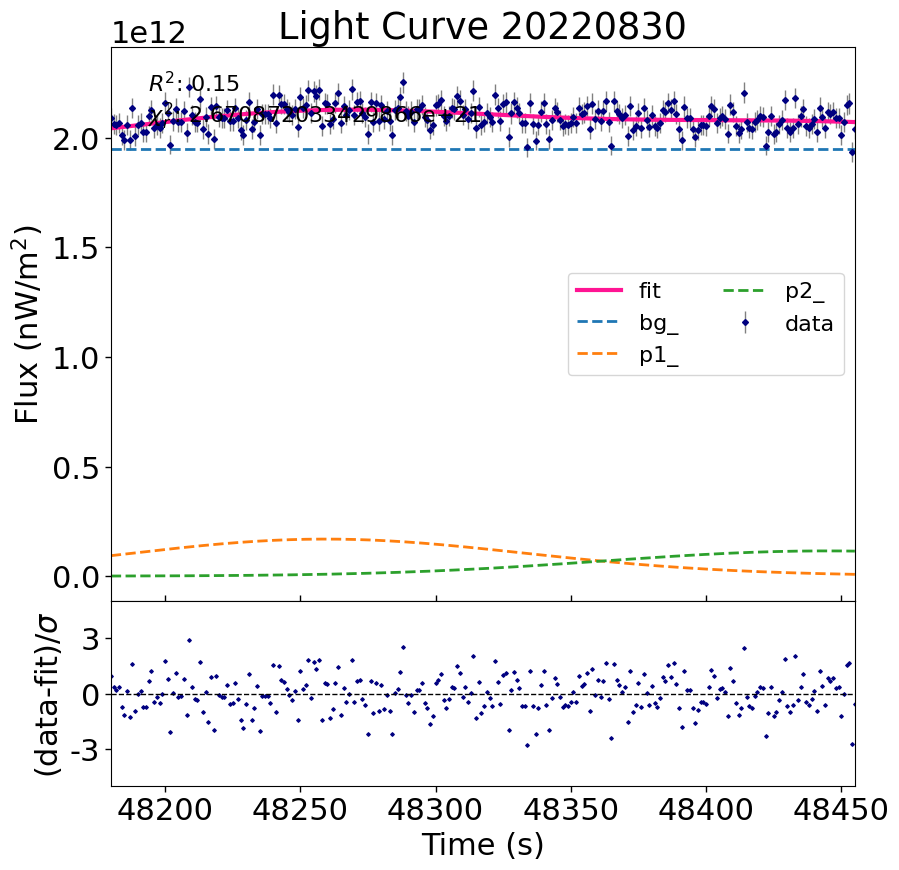 Light Curve 20220830
1e12
R²: 0.15
2.0
1.5
1.0
0.5
0.0
Flux (nW/m²)
fit
bg_
p1_
p2_
data
3
0
-3
(data-fit)/σ
48200 48250 48300 48350 48400 48450
Time (s)